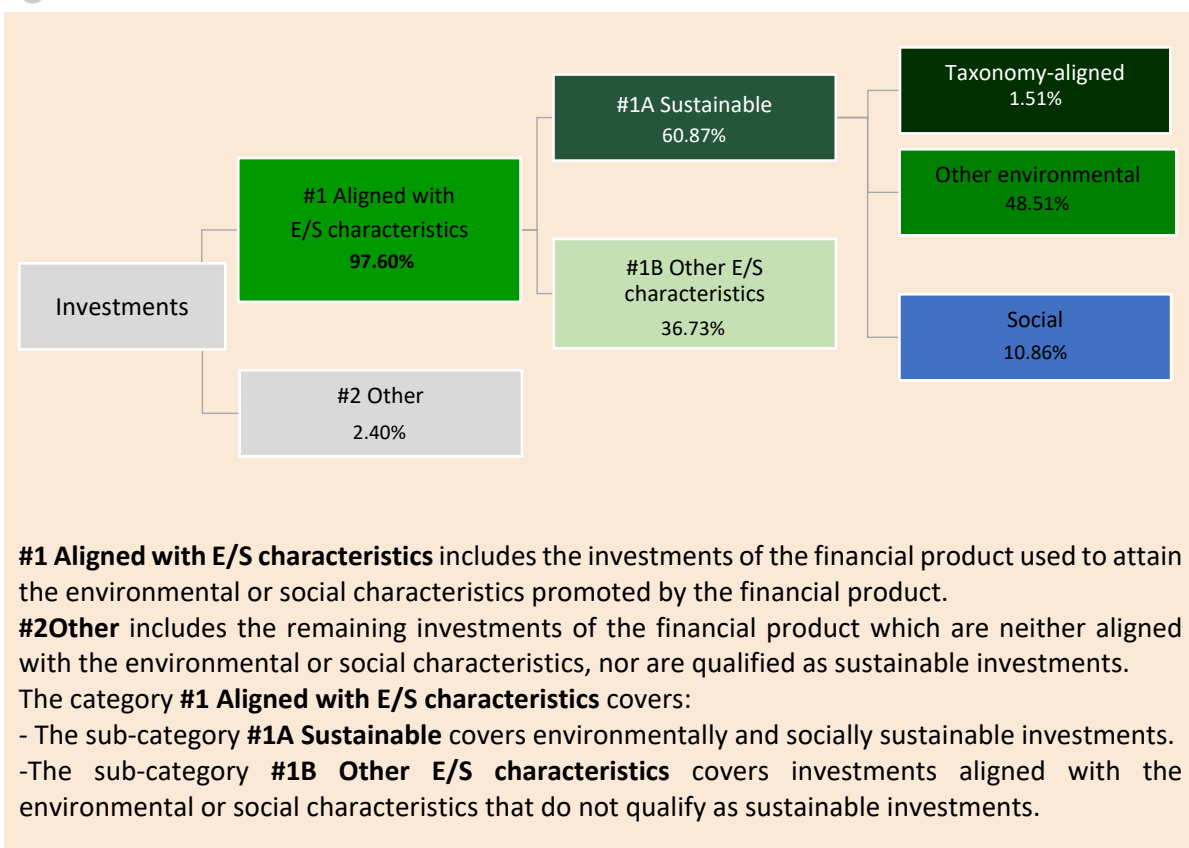 Taxonomy-aligned
1.51%
#1A Sustainable
60.87%
Other environmental
48.51%
#1 Aligned with
E/S characteristics
97.60%
#1B Other E/S
characteristics
36.73%
Investments
Social
10.86%
#2 Other
2.40%
#1 Aligned with E/S characteristics includes the investments of the financial product used to attain
the environmental or social characteristics promoted by the financial product.
#2Other includes the remaining investments of the financial product which are neither aligned
with the environmental or social characteristics, nor are qualified as sustainable investments.
The category #1 Aligned with E/S characteristics covers:
- The sub-category #1A Sustainable covers environmentally and socially sustainable investments.
-The sub-category #1B Other E/S characteristics covers investments aligned with the
environmental or social characteristics that do not qualify as sustainable investments.